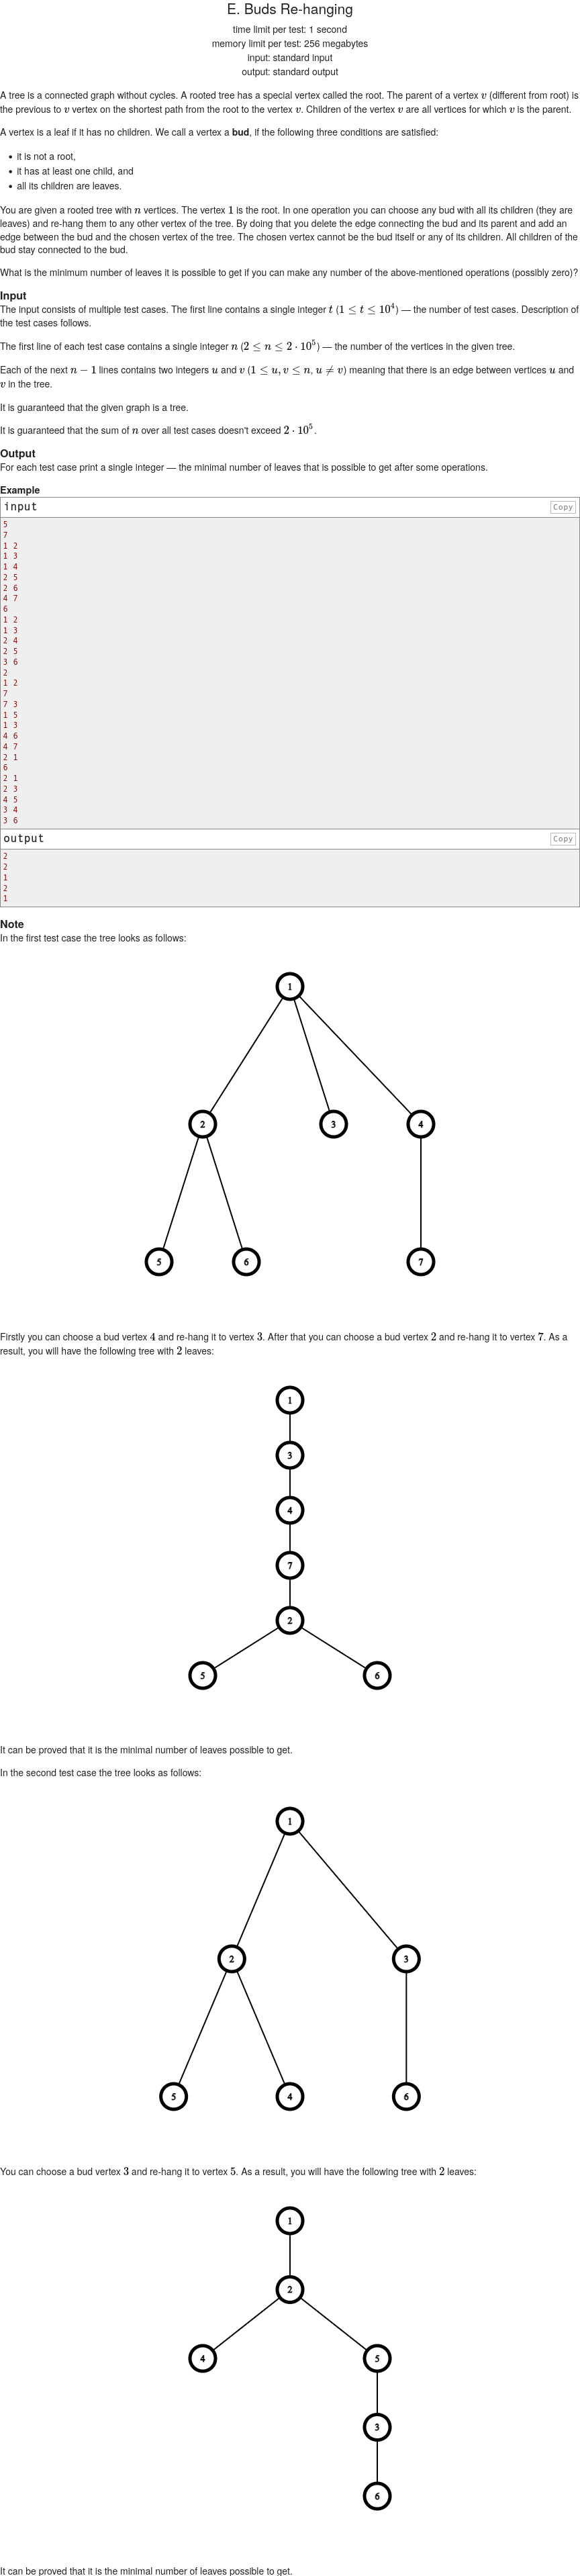 E. Buds Re-hanging
time limit per test: 1 second
memory limit per test: 256 megabytes
input: standard input
output: standard output
A tree is a connected graph without cycles. A rooted tree has a special vertex called the root. The parent of a vertex v (different from root) is
the previous to v vertex on the shortest path from the root to the vertex v. Children of the vertex v are all vertices for which v is the parent.
A vertex is a leaf if it has no children. We call a vertex a bud, if the following three conditions are satisfied:
• it is not a root,
• it has at least one child, and
• all its children are leaves.
You are given a rooted tree with n vertices. The vertex 1 is the root. In one operation you can choose any bud with all its children (they are
leaves) and re-hang them to any other vertex of the tree. By doing that you delete the edge connecting the bud and its parent and add an
edge between the bud and the chosen vertex of the tree. The chosen vertex cannot be the bud itself or any of its children. All children of the
bud stay connected to the bud.
What is the minimum number of leaves it is possible to get if you can make any number of the above-mentioned operations (possibly zero)?
Input
The input consists of multiple test cases. The first line contains a single integer t (1 ≤ t ≤ 10^4) — the number of test cases. Description of
the test cases follows.
The first line of each test case contains a single integer n (2 ≤ n ≤ 2 · 10^5) — the number of the vertices in the given tree.
Each of the next n − 1 lines contains two integers u and v (1 ≤ u, v ≤ n, u ≠ v) meaning that there is an edge between vertices u and
v in the tree.
It is guaranteed that the given graph is a tree.
It is guaranteed that the sum of n over all test cases doesn't exceed 2 · 10^5.
Output
For each test case print a single integer — the minimal number of leaves that is possible to get after some operations.
Example
input Copy
5
7
1 2
1 3
1 4
2 5
2 6
4 7
6
1 2
1 3
2 4
2 5
3 6
2
1 2
7
7 3
1 5
1 3
4 6
4 7
2 1
6
2 1
2 3
4 5
3 4
3 6
output Copy
2
2
1
2
1
Note
In the first test case the tree looks as follows:
1
2 3 4
5 6 7
Firstly you can choose a bud vertex 4 and re-hang it to vertex 3. After that you can choose a bud vertex 2 and re-hang it to vertex 7. As a
result, you will have the following tree with 2 leaves:
1
3
4
7
2
5 6
It can be proved that it is the minimal number of leaves possible to get.
In the second test case the tree looks as follows:
1
2 3
5 4 6
You can choose a bud vertex 3 and re-hang it to vertex 5. As a result, you will have the following tree with 2 leaves:
1
2
4 5
3
6
It can be proved that it is the minimal number of leaves possible to get.